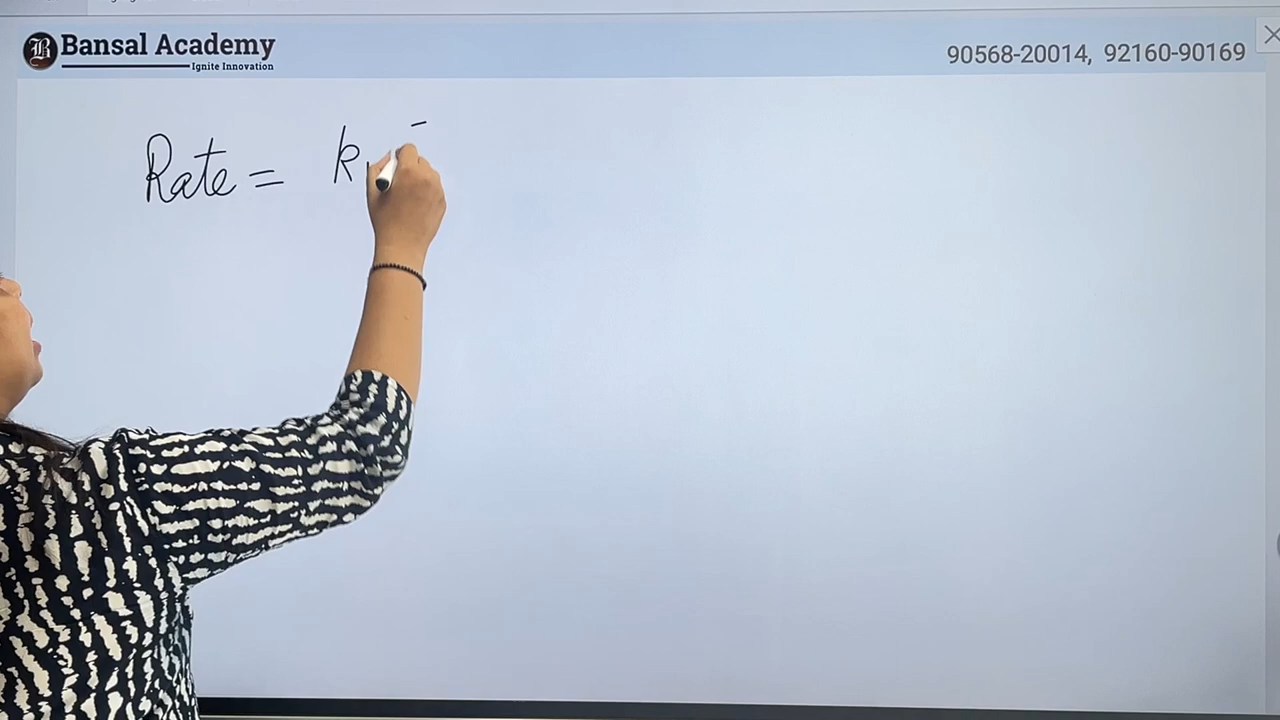 Bansal Academy
Ignite Innovation
90568-20014, 92160-90169
Rate = k